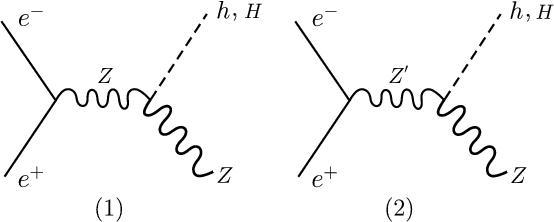 e⁻ h, H e⁻ h, H
Z Z′
e⁺ Z e⁺ Z
(1) (2)